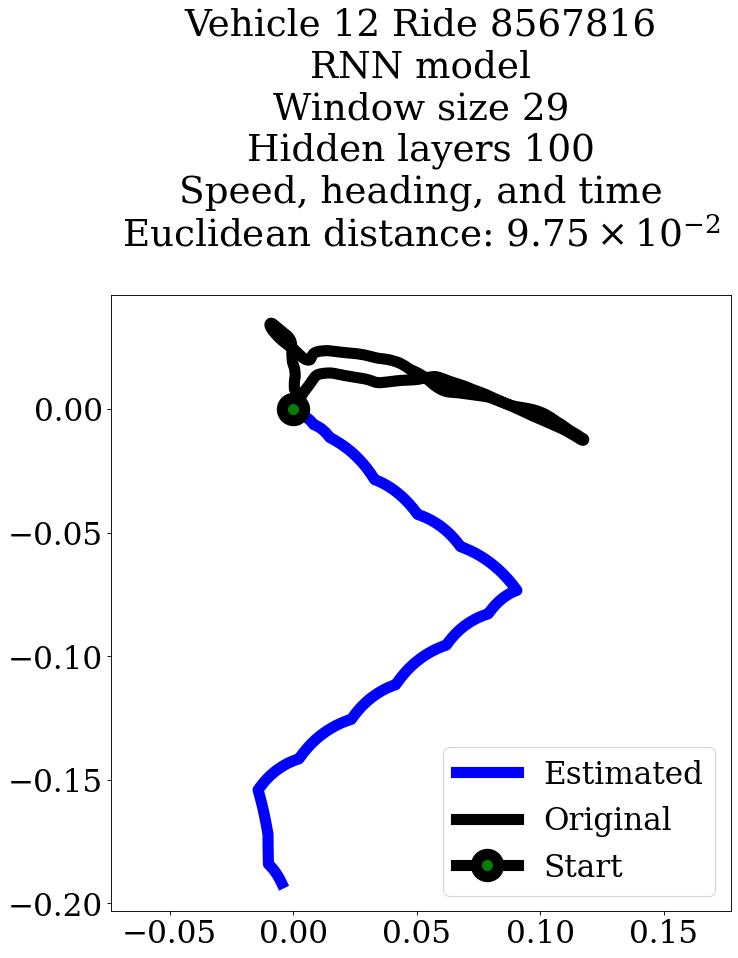 Vehicle 12 Ride 8567816
RNN model
Window size 29
Hidden layers 100
Speed, heading, and time
Euclidean distance: 9.75 × 10⁻²
0.00
−0.05
−0.10
−0.15
−0.20
Estimated
Original
Start
−0.05 0.00 0.05 0.10 0.15